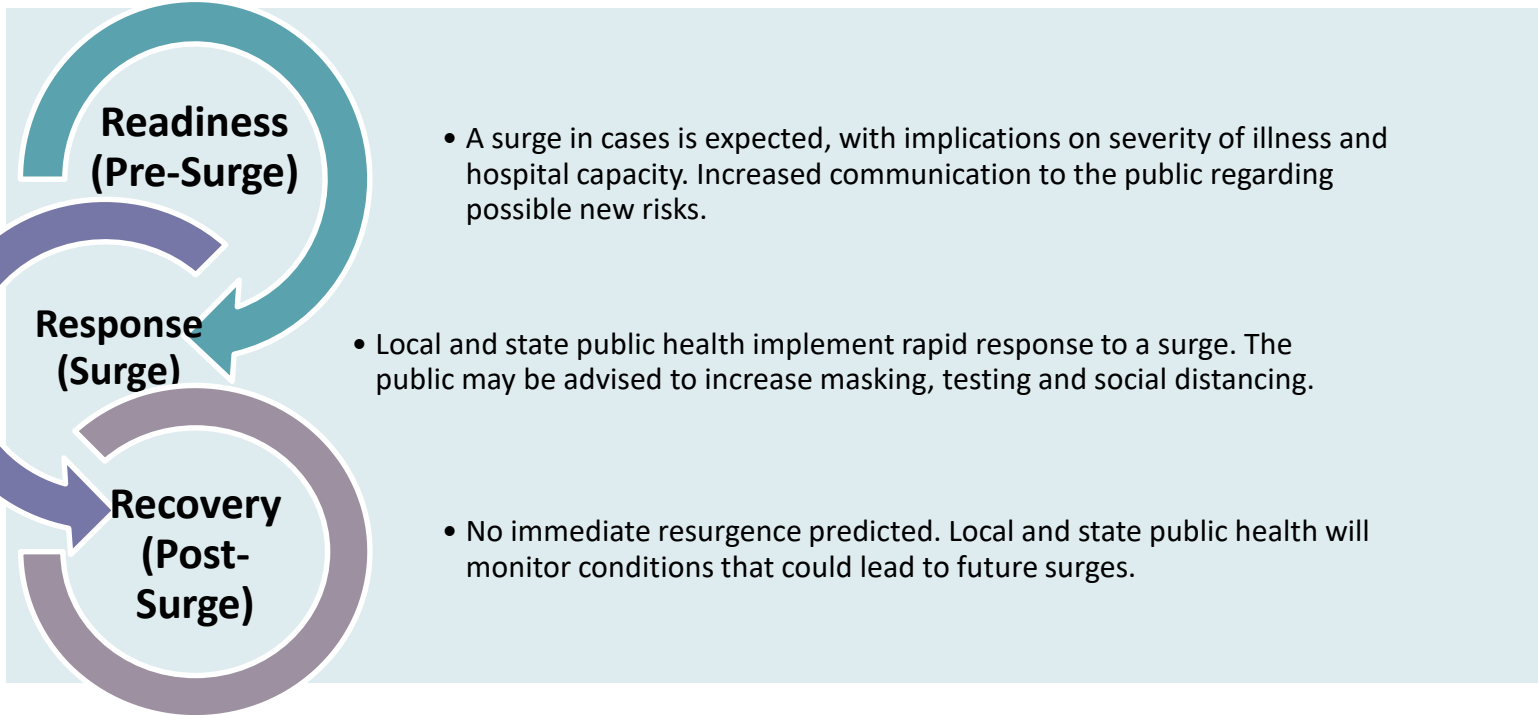 Readiness
(Pre-Surge)
• A surge in cases is expected, with implications on severity of illness and
hospital capacity. Increased communication to the public regarding
possible new risks.
Response
(Surge)
• Local and state public health implement rapid response to a surge. The
public may be advised to increase masking, testing and social distancing.
Recovery
(Post-
Surge)
• No immediate resurgence predicted. Local and state public health will
monitor conditions that could lead to future surges.